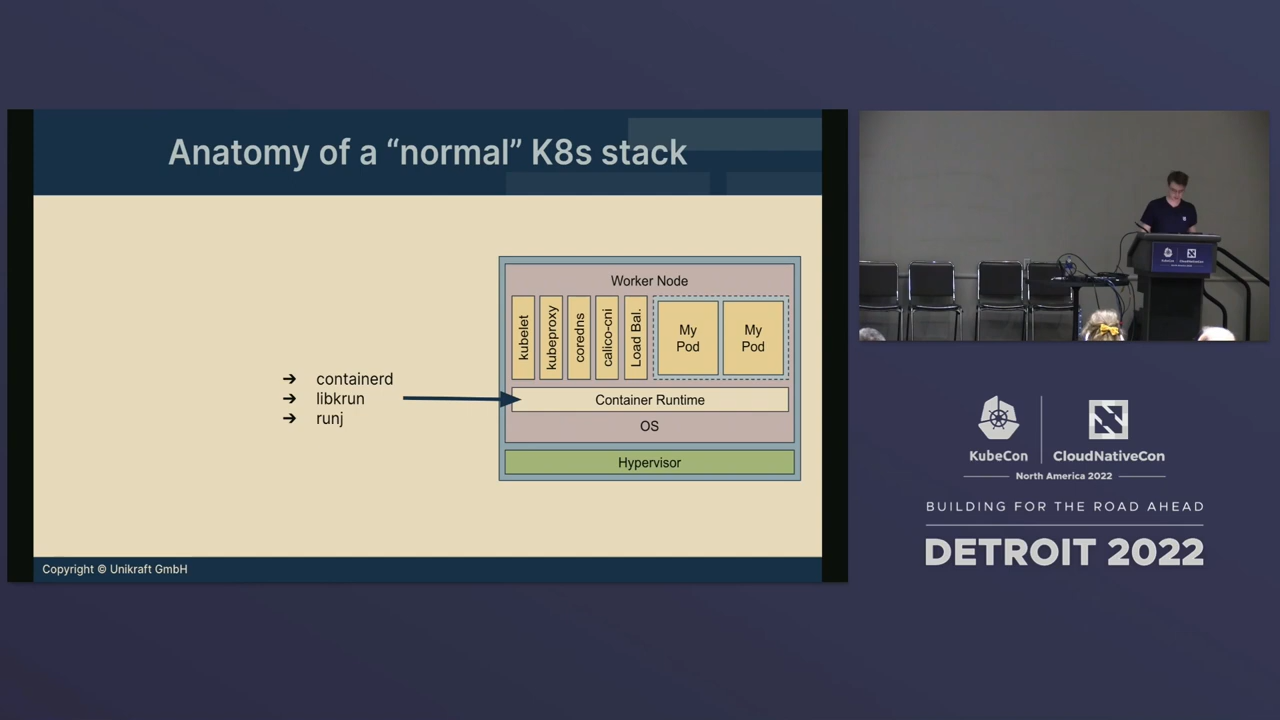 Anatomy of a “normal” K8s stack
Worker Node
kubelet
kubeproxy
coredns
calico-cni
Load Bal.
My
Pod
My
Pod
➔ containerd
➔ libkrun
➔ runj
Container Runtime
OS
Hypervisor
Copyright © Unikraft GmbH
KubeCon
CloudNativeCon
North America 2022
BUILDING FOR THE ROAD AHEAD
DETROIT 2022